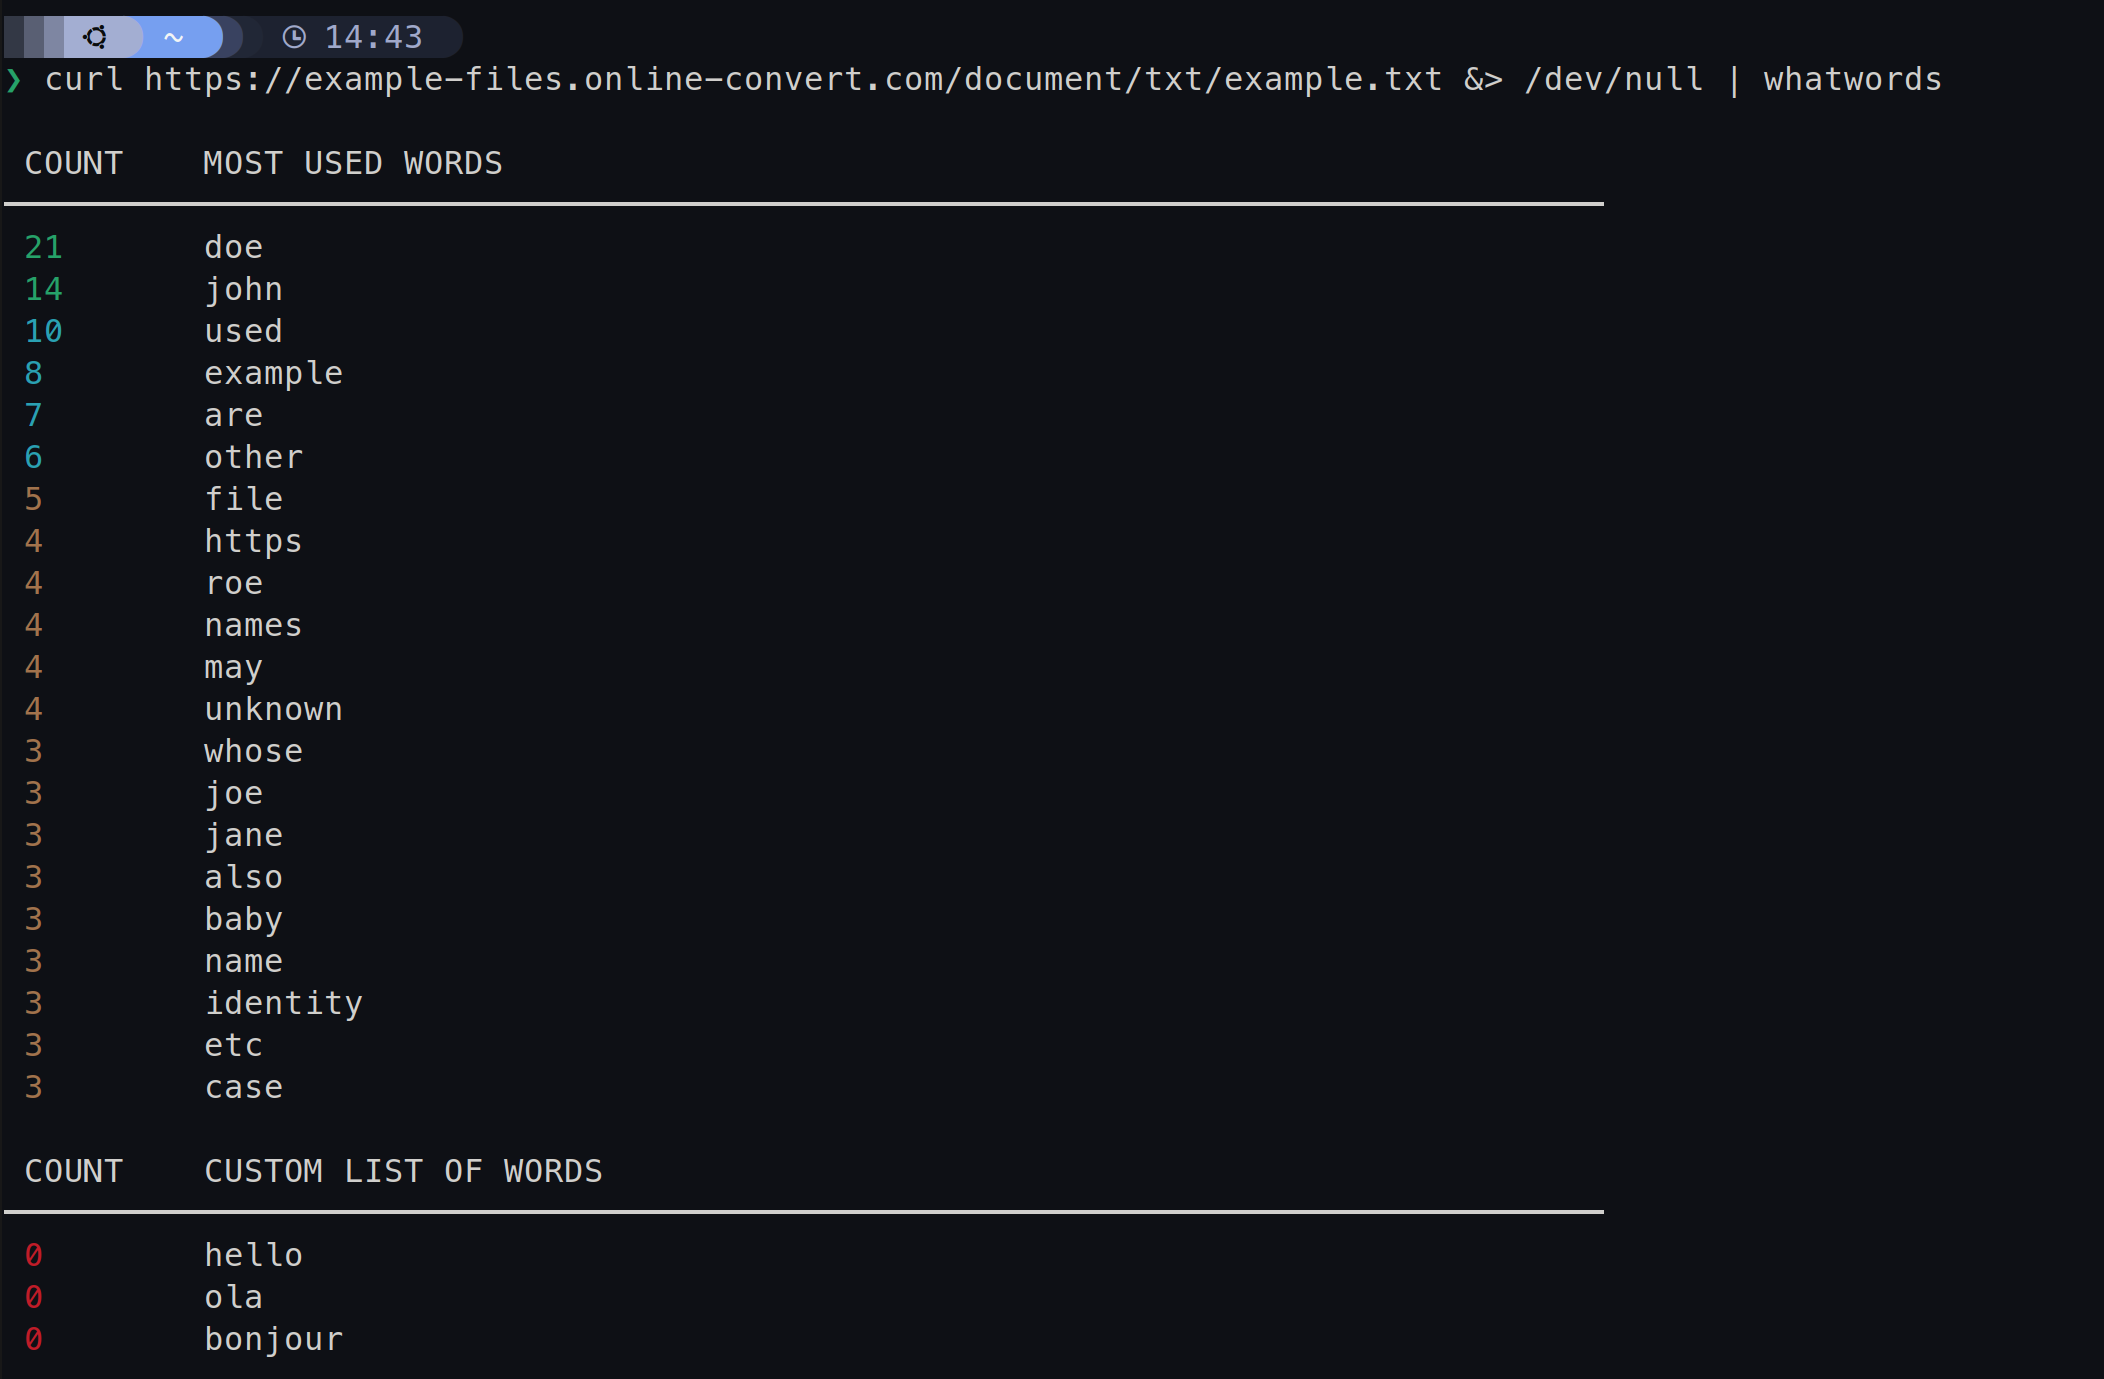 ~ 14:43
❯ curl https://example-files.online-convert.com/document/txt/example.txt &> /dev/null | whatwords
COUNT MOST USED WORDS
21 doe
14 john
10 used
8 example
7 are
6 other
5 file
4 https
4 roe
4 names
4 may
4 unknown
3 whose
3 joe
3 jane
3 also
3 baby
3 name
3 identity
3 etc
3 case
COUNT CUSTOM LIST OF WORDS
0 hello
0 ola
0 bonjour